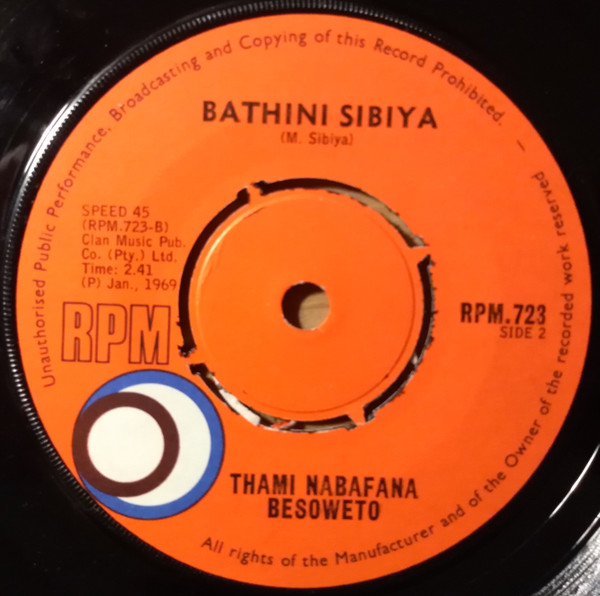 Unauthorised Public Performance, Broadcasting and Copying of this Record Prohibited. –
BATHINI SIBIYA
(M. Sibiya)
SPEED 45
(RPM.723-B)
Clan Music Pub.
Co. (Pty.) Ltd.
Time: 2.41
(P) Jan., 1969
RPM
RPM.723
SIDE 2
THAMI NABAFANA
BESOWETO
All rights of the Manufacturer and of the Owner of the recorded work reserved